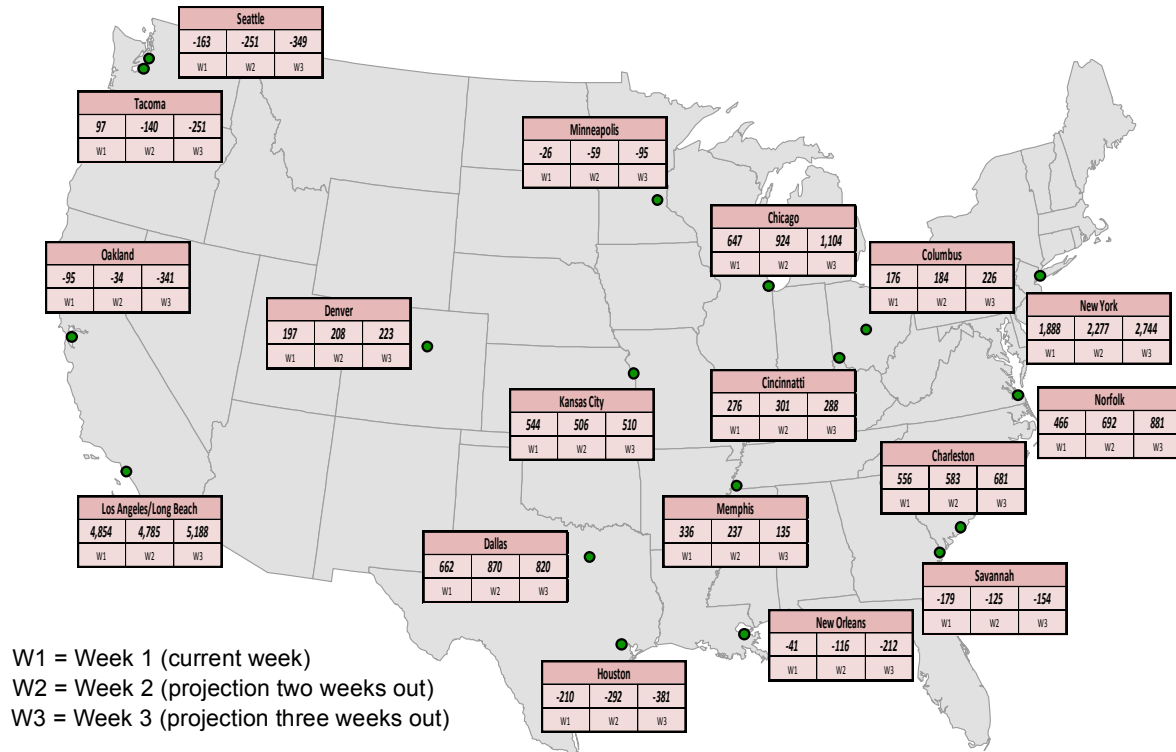 Seattle
-163 -251 -349
W1 W2 W3
Tacoma
97 -140 -251
W1 W2 W3
Minneapolis
-26 -59 -95
W1 W2 W3
Chicago
647 924 1,104
W1 W2 W3
Oakland
-95 -34 -341
W1 W2 W3
Columbus
176 184 226
W1 W2 W3
Denver
197 208 223
W1 W2 W3
New York
1,888 2,277 2,744
W1 W2 W3
Cincinnatti
276 301 288
W1 W2 W3
Kansas City
544 506 510
W1 W2 W3
Norfolk
466 692 881
W1 W2 W3
Charleston
556 583 681
W1 W2 W3
Los Angeles/Long Beach
4,854 4,785 5,188
W1 W2 W3
Memphis
336 237 135
W1 W2 W3
Dallas
662 870 820
W1 W2 W3
Savannah
-179 -125 -154
W1 W2 W3
New Orleans
-41 -116 -212
W1 W2 W3
Houston
-210 -292 -381
W1 W2 W3
W1 = Week 1 (current week)
W2 = Week 2 (projection two weeks out)
W3 = Week 3 (projection three weeks out)